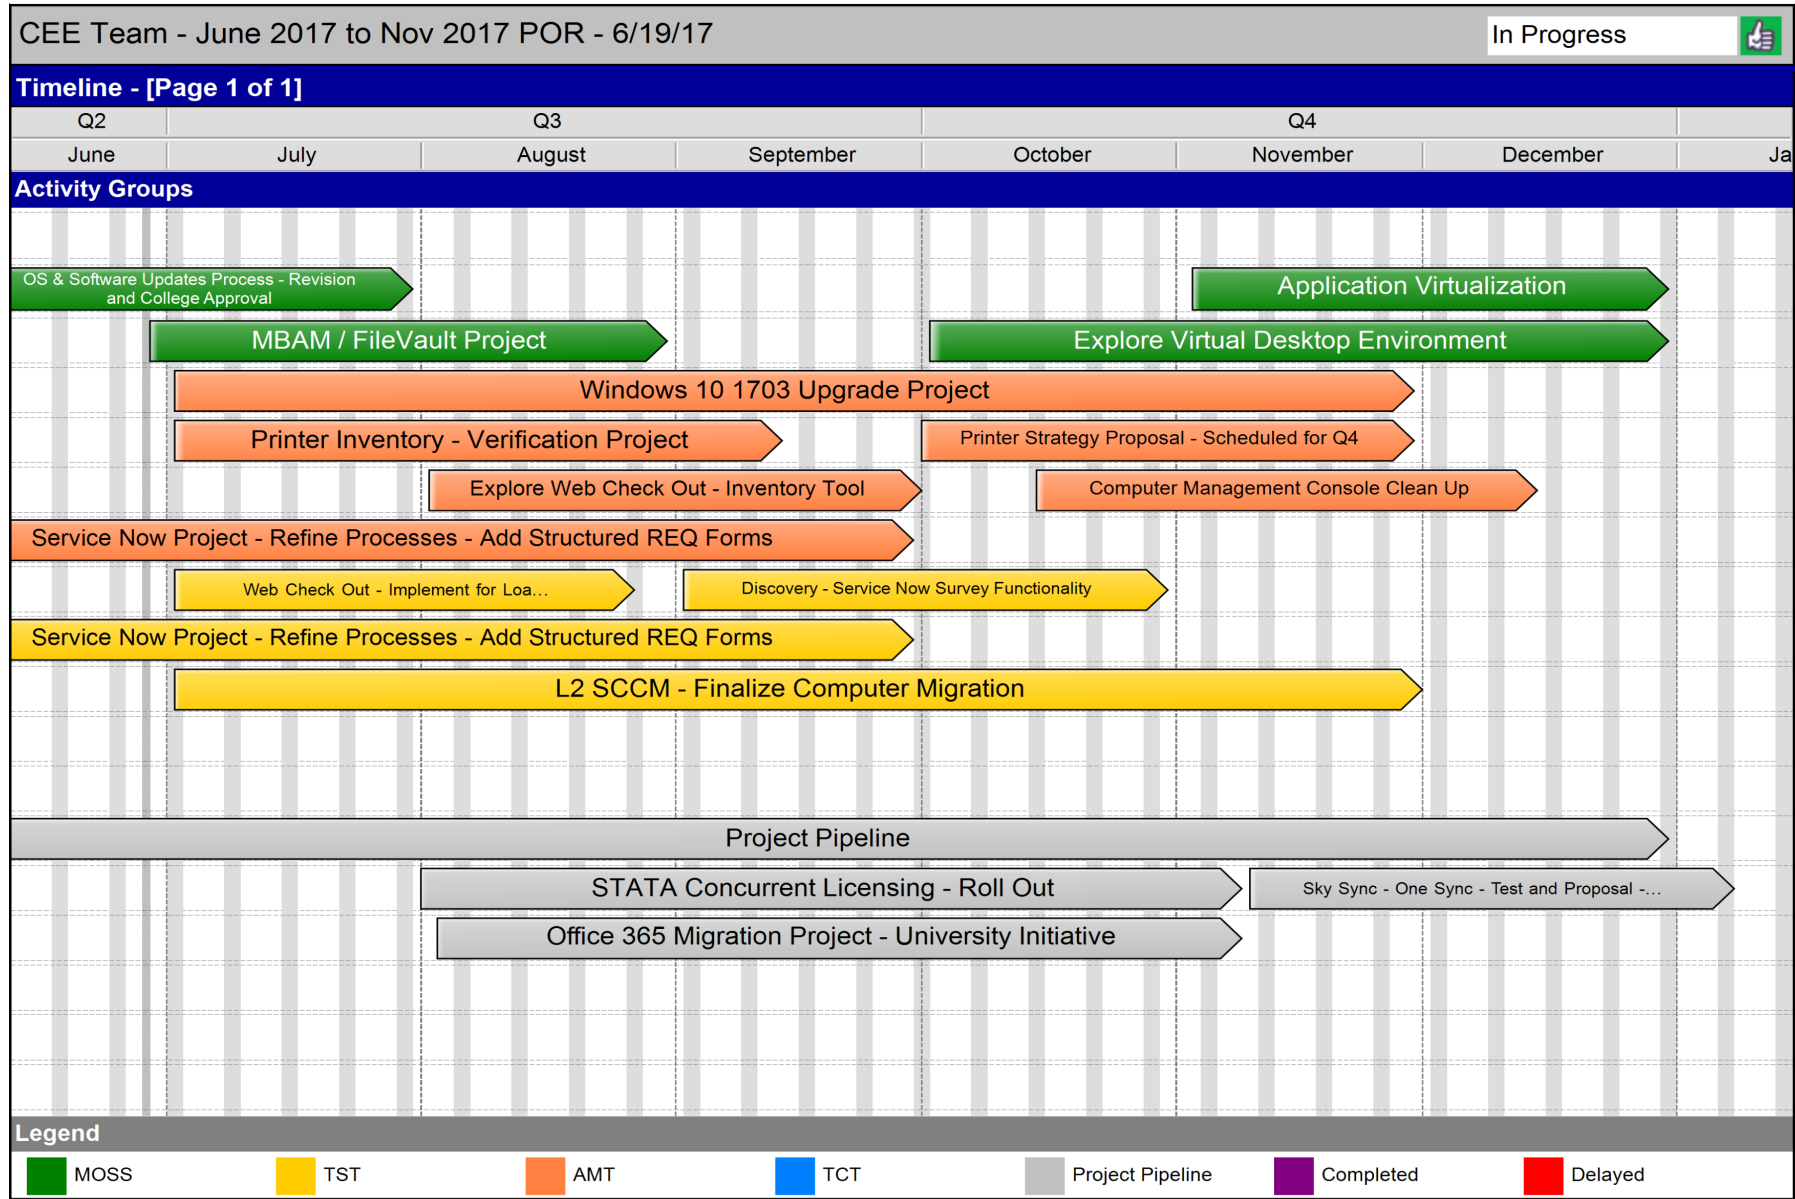 CEE Team - June 2017 to Nov 2017 POR - 6/19/17
In Progress
Timeline - [Page 1 of 1]
Q2 Q3 Q4
June July August September October November December Ja
Activity Groups
OS & Software Updates Process - Revision
and College Approval
Application Virtualization
MBAM / FileVault Project
Explore Virtual Desktop Environment
Windows 10 1703 Upgrade Project
Printer Inventory - Verification Project
Printer Strategy Proposal - Scheduled for Q4
Explore Web Check Out - Inventory Tool
Computer Management Console Clean Up
Service Now Project - Refine Processes - Add Structured REQ Forms
Web Check Out - Implement for Loa...
Discovery - Service Now Survey Functionality
Service Now Project - Refine Processes - Add Structured REQ Forms
L2 SCCM - Finalize Computer Migration
Project Pipeline
STATA Concurrent Licensing - Roll Out
Sky Sync - One Sync - Test and Proposal -...
Office 365 Migration Project - University Initiative
Legend
MOSS TST AMT TCT Project Pipeline Completed Delayed